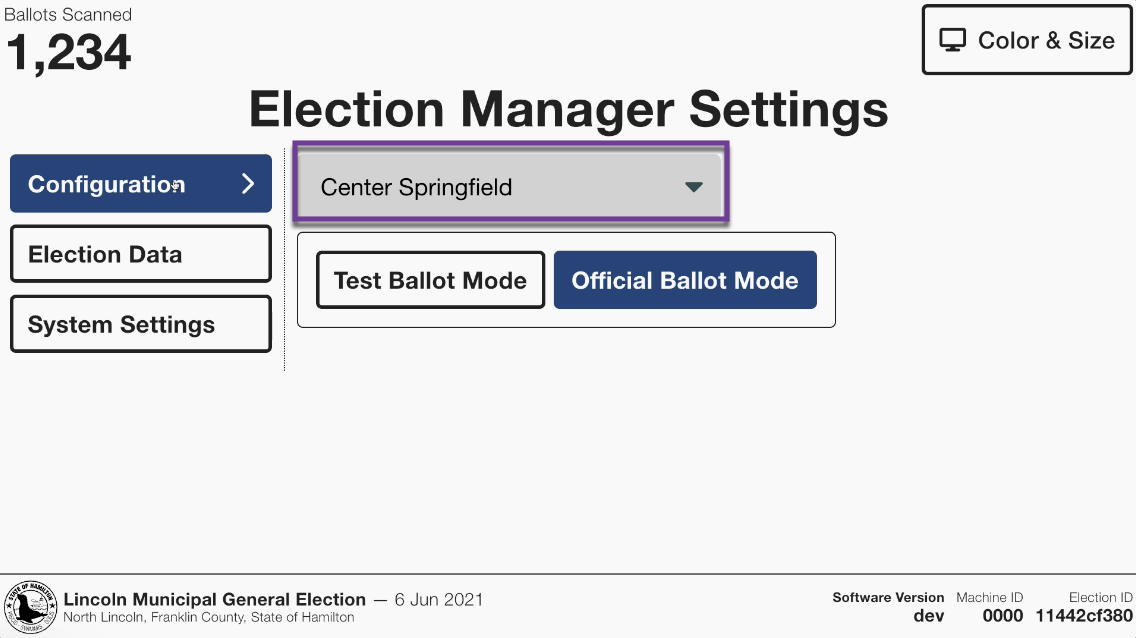 Ballots Scanned
1,234
Color & Size
Election Manager Settings
Configuration
Center Springfield
Election Data
Test Ballot Mode
Official Ballot Mode
System Settings
STATE OF HAMILTON
Lincoln Municipal General Election — 6 Jun 2021
North Lincoln, Franklin County, State of Hamilton
Software Version
dev
Machine ID
0000
Election ID
11442cf380